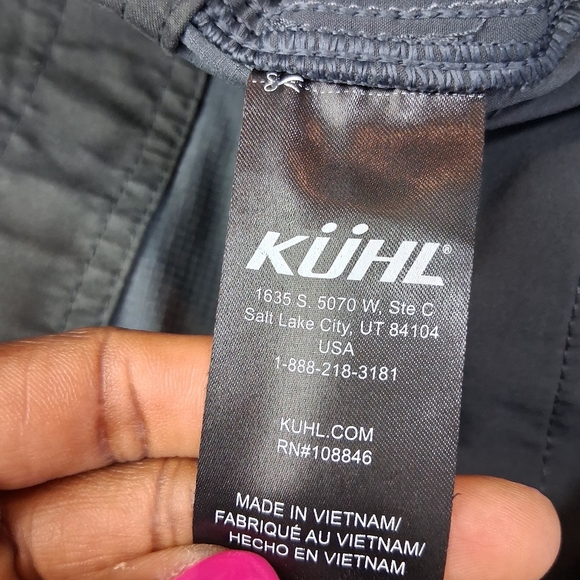 KÜHL®
1635 S. 5070 W. Ste C
Salt Lake City, UT 84104
USA
1-888-218-3181
KUHL.COM
RN#108846
MADE IN VIETNAM/
FABRIQUÉ AU VIETNAM/
HECHO EN VIETNAM